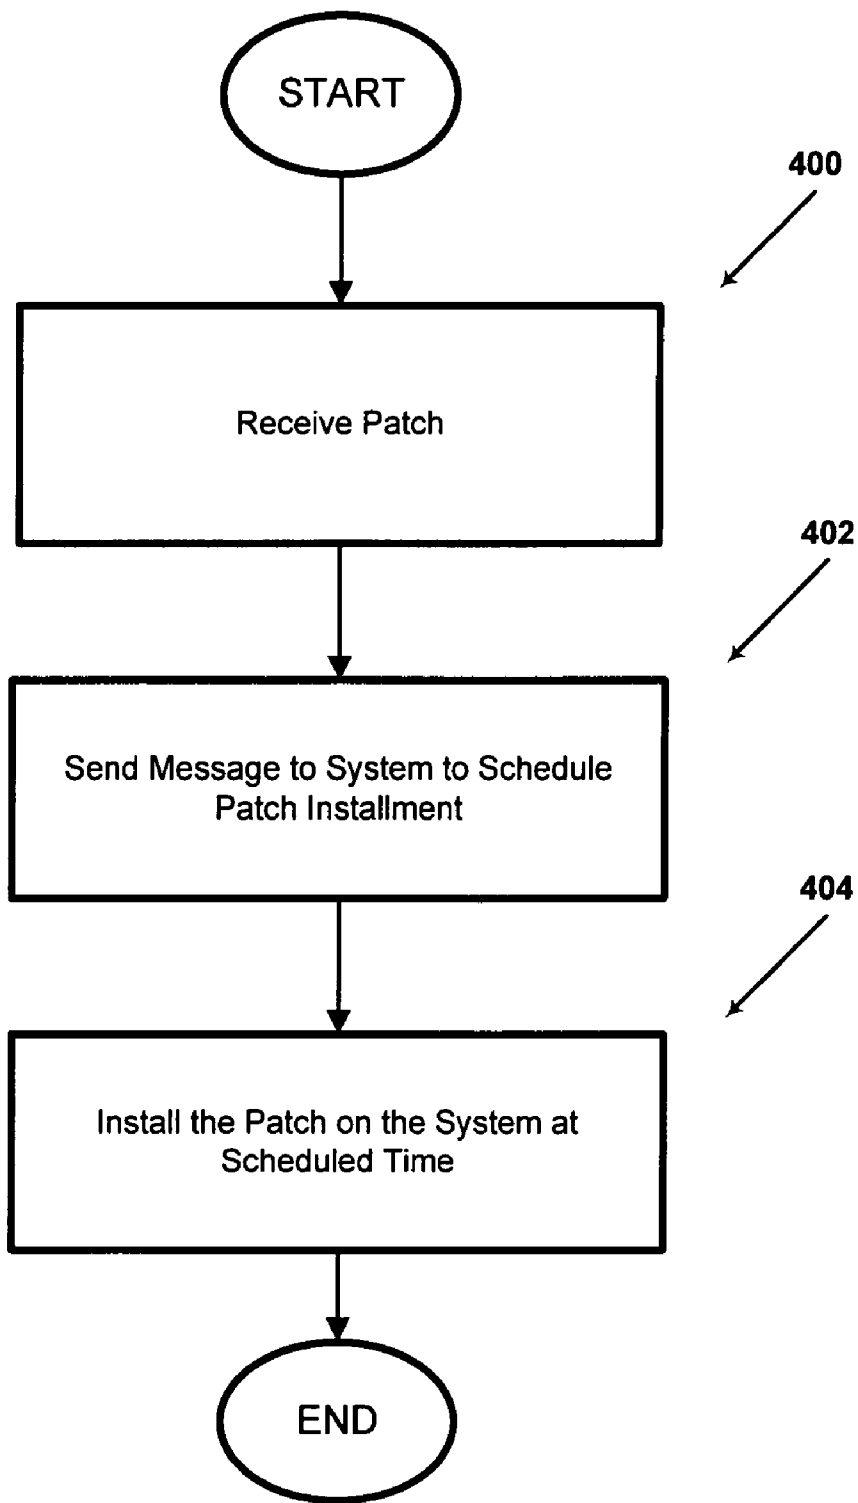 START
400
Receive Patch
402
Send Message to System to Schedule
Patch Installment
404
Install the Patch on the System at
Scheduled Time
END